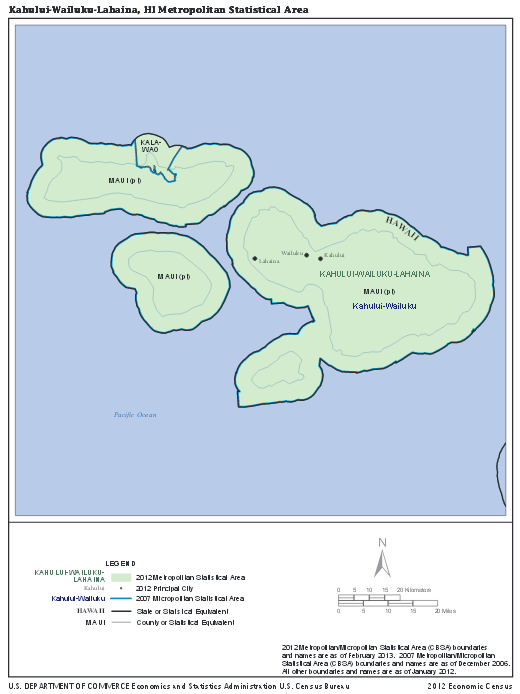 Kahului-Wailuku-Lahaina, HI Metropolitan Statistical Area
KALA-
WAO
MAUI (pt)
HAWAII
Wailuku
Kahului
Lahaina
KAHULUI-WAILUKU-LAHAINA
MAUI (pt)
MAUI (pt)
Kahului-Wailuku
Pacific Ocean
LEGEND
KAHULUI-WAILUKU-
LAHAINA
2012 Metropolitan Statistical Area
Kahului
2012 Principal City
Kahului-Wailuku
2007 Micropolitan Statistical Area
HAWAII
State or Statistical Equivalent
MAUI
County or Statistical Equivalent
N
0 5 10 15 20 Kilometers
0 5 10 15 20 Miles
2012 Metropolitan/Micropolitan Statistical Area (CBSA) boundaries
and names are as of February 2013. 2007 Metropolitan/Micropolitan
Statistical Area (CBSA) boundaries and names are as of December 2006.
All other boundaries and names are as of January 2012.
U.S. DEPARTMENT OF COMMERCE Economics and Statistics Administration U.S. Census Bureau
2012 Economic Census